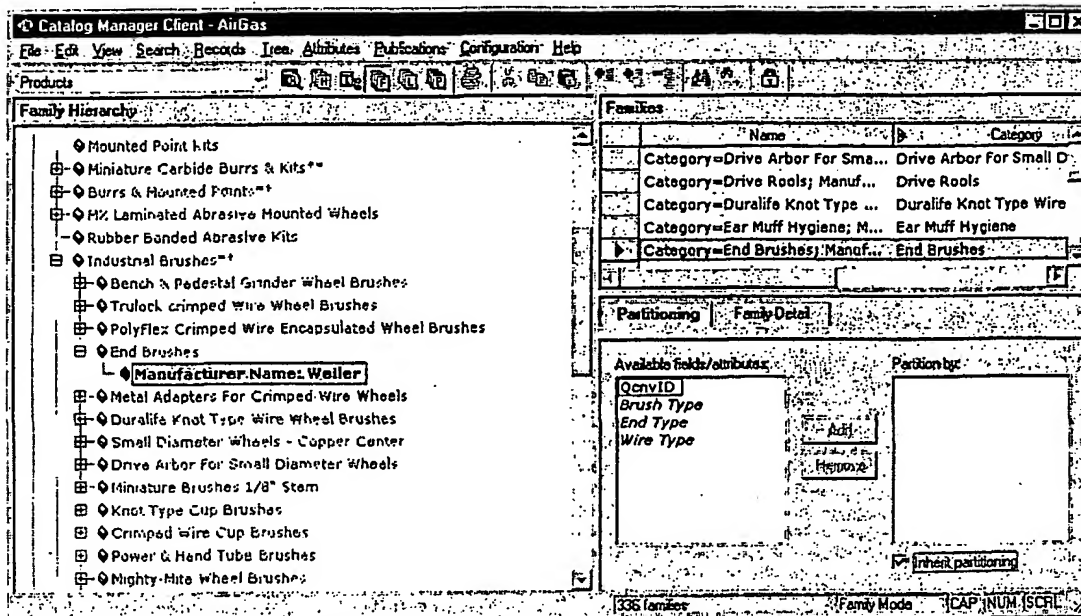 Catalog Manager Client - AirGas
File Edit View Search Records Tree Attributes Publications Configuration Help
Products
Family Hierarchy
Mounted Point Kits
Miniature Carbide Burrs & Kits**
Burrs & Mounted Points**
MX Laminated Abrasive Mounted Wheels
Rubber Banded Abrasive Kits
Industrial Brushes**
Bench & Pedestal Grinder Wheel Brushes
Trulock crimped Wire Wheel Brushes
PolyFlex Crimped Wire Encapsulated Wheel Brushes
End Brushes
Manufacturer.Name: Weiler
Metal Adapters For Crimped Wire Wheels
Duralife Knot Type Wire Wheel Brushes
Small Diameter Wheels - Copper Center
Drive Arbor For Small Diameter Wheels
Miniature Brushes 1/8" Stem
Knot Type Cup Brushes
Crimped Wire Cup Brushes
Power & Hand Tube Brushes
Mighty-Mite Wheel Brushes
Families
Name Category
Category=Drive Arbor For Sma... Drive Arbor For Small D
Category=Drive Rools; Manuf... Drive Rools
Category=Duralife Knot Type ... Duralife Knot Type Wire
Category=Ear Muff Hygiene; M... Ear Muff Hygiene
Category=End Brushes; Manuf... End Brushes
Partitioning Family Detail
Available fields/attributes: Partition by:
QcnvID
Brush Type
End Type
Wire Type
Add
Remove
Inherit partitioning
336 families Family Mode CAP NUM SCRL